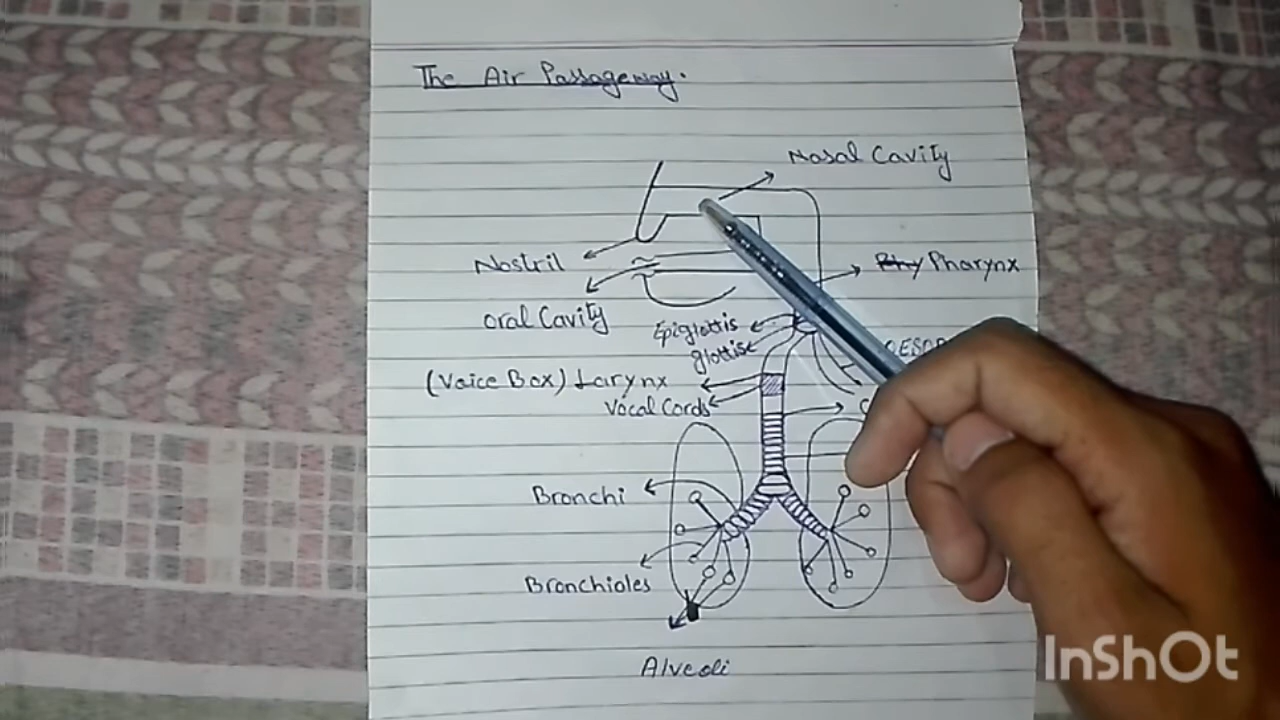 The Air Passageway.
Nasal Cavity
Nostril
Pharynx
oral Cavity
Epiglottis
glottis
(Voice Box) Larynx
Vocal Cords
Bronchi
Bronchioles
Alveoli
InShOt